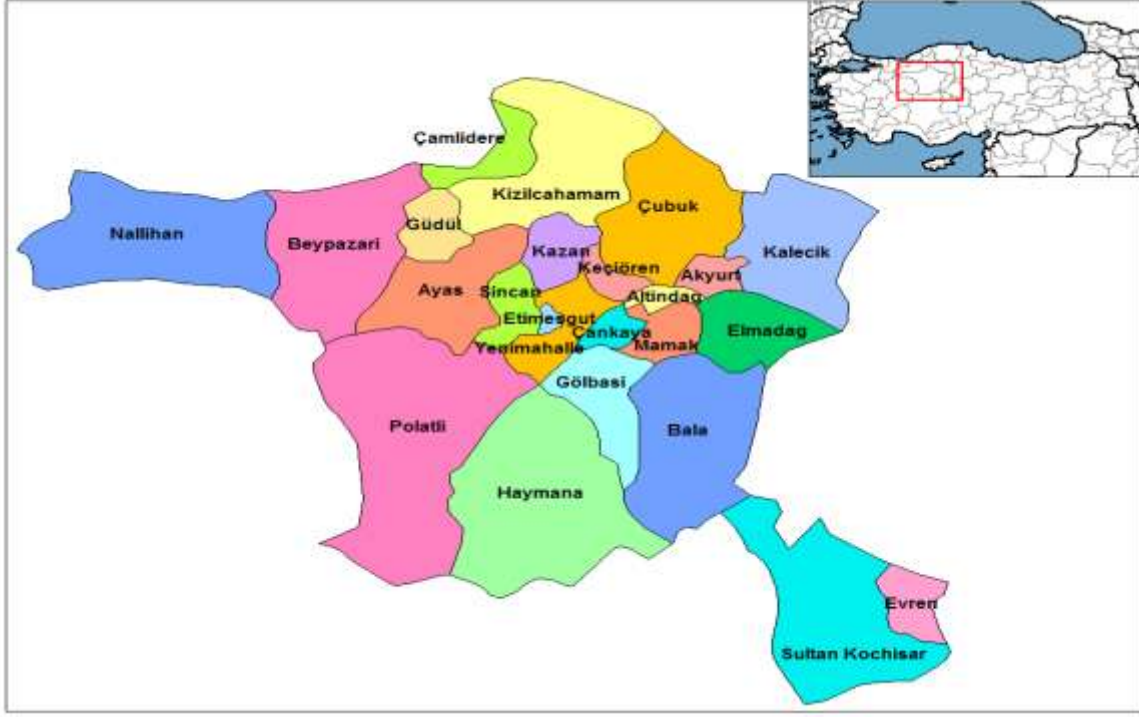 Çamlidere
Kizilcahamam
Çubuk
Nallihan
Beypazari
Güdül
Kazan
Kalecik
Keçiören
Akyurt
Ayas
Sincan
Altindag
Etimesgut
Çankaya
Elmadag
Yenimahalle
Mamak
Gölbasi
Polatli
Bala
Haymana
Evren
Sultan Kochisar